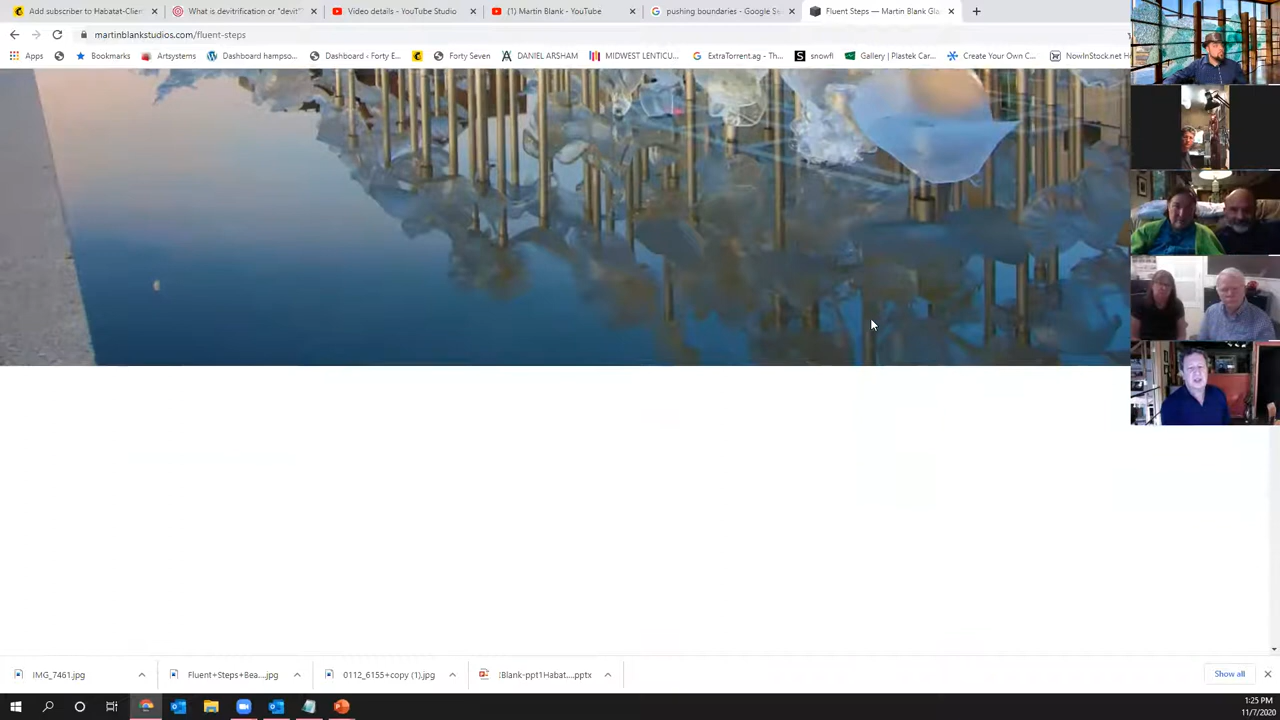 Add subscriber to Habatat-Clien
What is devitrification or "devit"
Video details - YouTube Studio
(1) Martin Blank - YouTube
pushing boundaries - Google Se
Fluent Steps — Martin Blank Gla
martinblankstudios.com/fluent-steps
Apps
Bookmarks
Artsystems
Dashboard hampso...
Dashboard ‹ Forty E...
Forty Seven
DANIEL ARSHAM
MIDWEST LENTICU...
ExtraTorrent.ag - Th...
snowfl
Gallery | Plastek Car...
Create Your Own C...
NowInStock.net H
IMG_7461.jpg
Fluent+Steps+Bea....jpg
0112_6155+copy (1).jpg
Blank-ppt1Habat....pptx
Show all
1:25 PM
11/7/2020